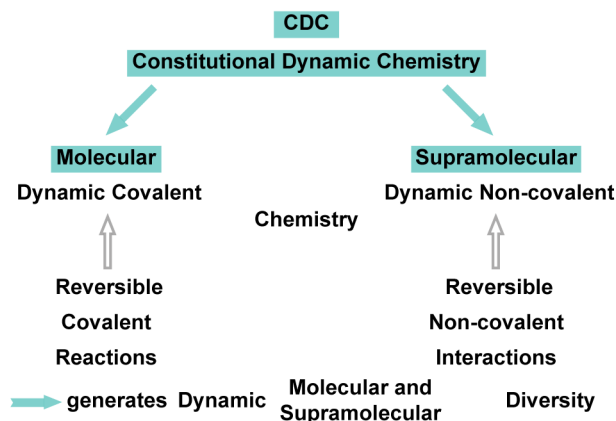 CDC
Constitutional Dynamic Chemistry
Molecular Supramolecular
Dynamic Covalent Dynamic Non-covalent
Chemistry
Reversible Reversible
Covalent Non-covalent
Reactions Interactions
generates Dynamic Molecular and Supramolecular Diversity